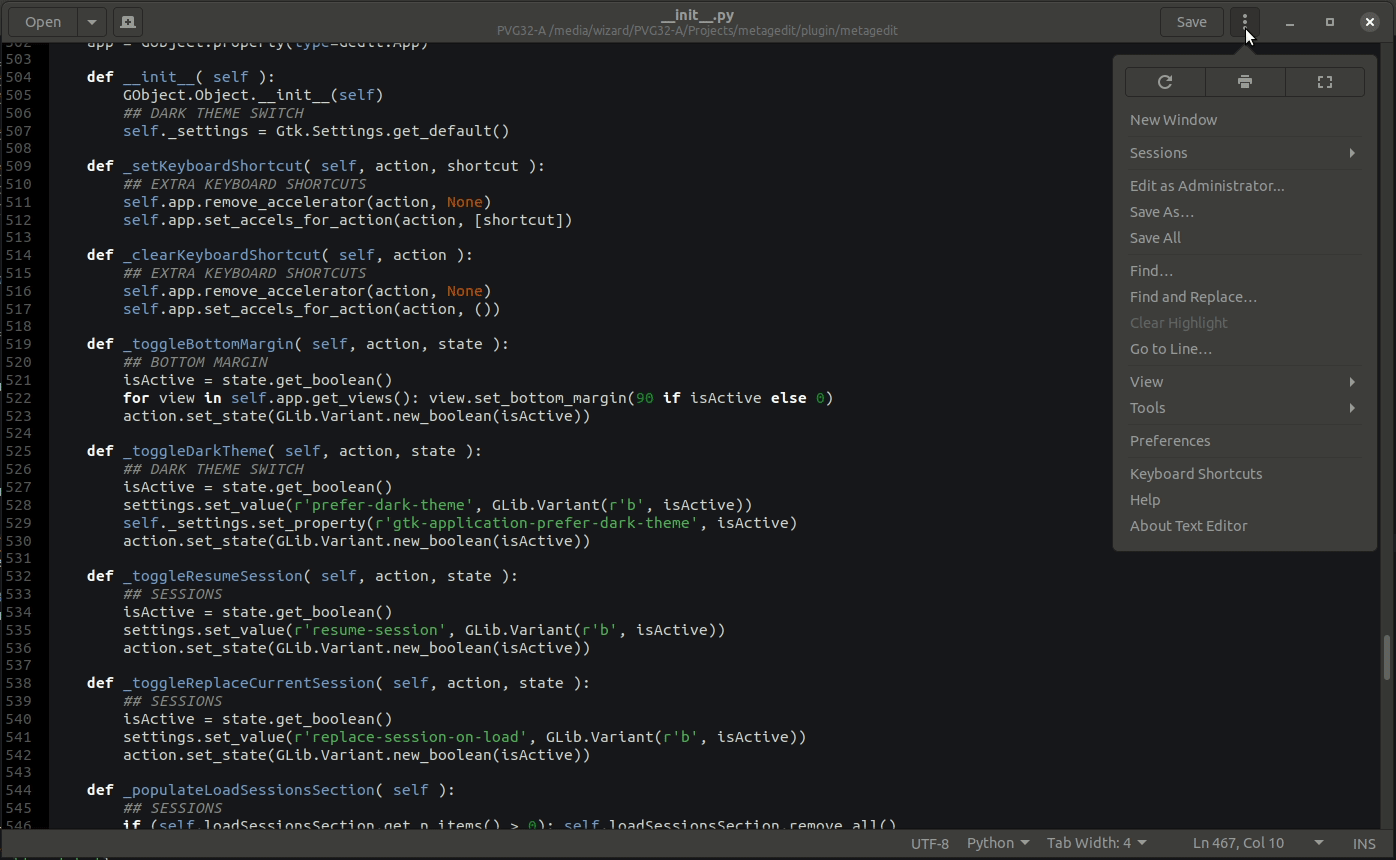 Open
__init__.py
PVG32-A /media/wizard/PVG32-A/Projects/metagedit/plugin/metagedit
Save
502 app = GObject.property(type=Gedit.App)
503
504 def __init__( self ):
505 GObject.Object.__init__(self)
506 ## DARK THEME SWITCH
507 self._settings = Gtk.Settings.get_default()
508
509 def _setKeyboardShortcut( self, action, shortcut ):
510 ## EXTRA KEYBOARD SHORTCUTS
511 self.app.remove_accelerator(action, None)
512 self.app.set_accels_for_action(action, [shortcut])
513
514 def _clearKeyboardShortcut( self, action ):
515 ## EXTRA KEYBOARD SHORTCUTS
516 self.app.remove_accelerator(action, None)
517 self.app.set_accels_for_action(action, ())
518
519 def _toggleBottomMargin( self, action, state ):
520 ## BOTTOM MARGIN
521 isActive = state.get_boolean()
522 for view in self.app.get_views(): view.set_bottom_margin(90 if isActive else 0)
523 action.set_state(GLib.Variant.new_boolean(isActive))
524
525 def _toggleDarkTheme( self, action, state ):
526 ## DARK THEME SWITCH
527 isActive = state.get_boolean()
528 settings.set_value(r'prefer-dark-theme', GLib.Variant(r'b', isActive))
529 self._settings.set_property(r'gtk-application-prefer-dark-theme', isActive)
530 action.set_state(GLib.Variant.new_boolean(isActive))
531
532 def _toggleResumeSession( self, action, state ):
533 ## SESSIONS
534 isActive = state.get_boolean()
535 settings.set_value(r'resume-session', GLib.Variant(r'b', isActive))
536 action.set_state(GLib.Variant.new_boolean(isActive))
537
538 def _toggleReplaceCurrentSession( self, action, state ):
539 ## SESSIONS
540 isActive = state.get_boolean()
541 settings.set_value(r'replace-session-on-load', GLib.Variant(r'b', isActive))
542 action.set_state(GLib.Variant.new_boolean(isActive))
543
544 def _populateLoadSessionsSection( self ):
545 ## SESSIONS
546 if (self.loadSessionsSection.get_n_items() > 0): self.loadSessionsSection.remove_all()
New Window
Sessions
Edit as Administrator...
Save As...
Save All
Find...
Find and Replace...
Clear Highlight
Go to Line...
View
Tools
Preferences
Keyboard Shortcuts
Help
About Text Editor
UTF-8 Python Tab Width: 4 Ln 467, Col 10 INS